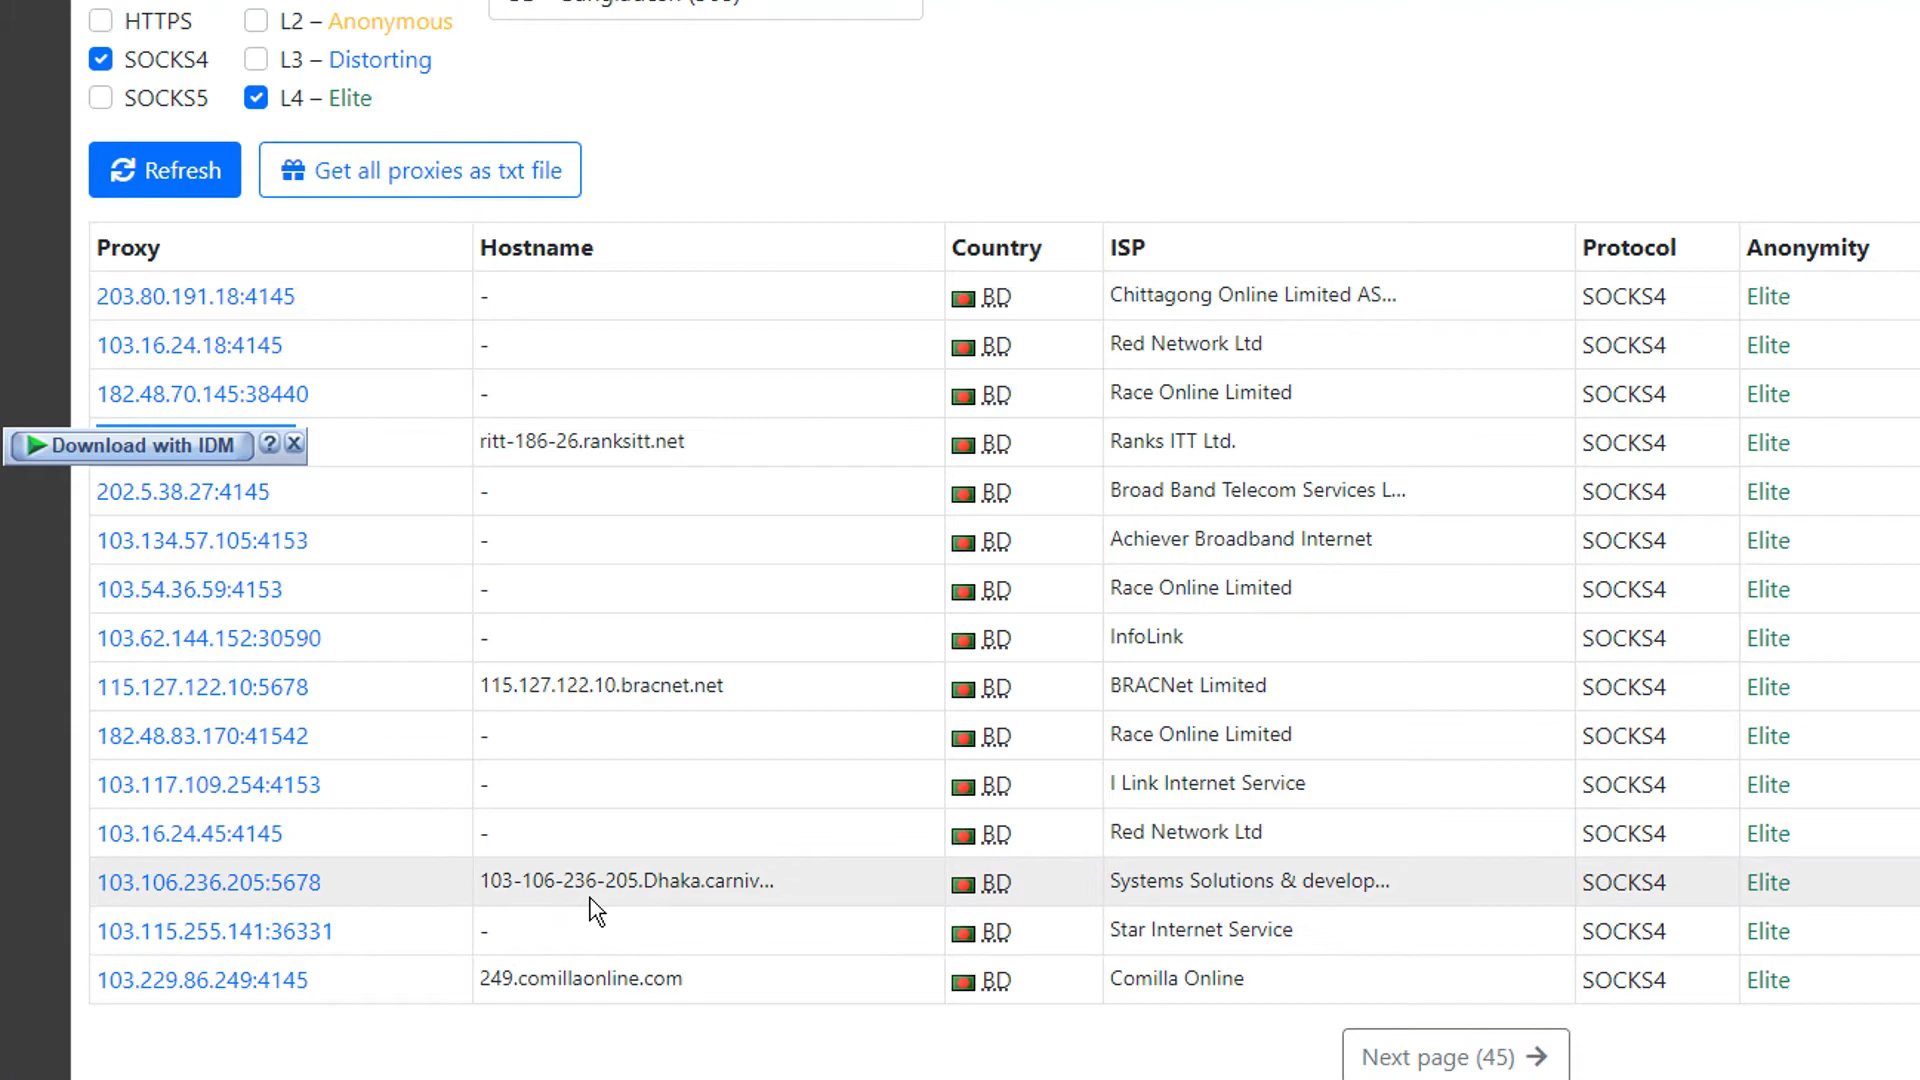 HTTPS L2 – Anonymous
SOCKS4 L3 – Distorting
SOCKS5 L4 – Elite
Refresh Get all proxies as txt file
Proxy Hostname Country ISP Protocol Anonymity
203.80.191.18:4145 - BD Chittagong Online Limited AS... SOCKS4 Elite
103.16.24.18:4145 - BD Red Network Ltd SOCKS4 Elite
182.48.70.145:38440 - BD Race Online Limited SOCKS4 Elite
Download with IDM ? X ritt-186-26.ranksitt.net BD Ranks ITT Ltd. SOCKS4 Elite
202.5.38.27:4145 - BD Broad Band Telecom Services L... SOCKS4 Elite
103.134.57.105:4153 - BD Achiever Broadband Internet SOCKS4 Elite
103.54.36.59:4153 - BD Race Online Limited SOCKS4 Elite
103.62.144.152:30590 - BD InfoLink SOCKS4 Elite
115.127.122.10:5678 115.127.122.10.bracnet.net BD BRACNet Limited SOCKS4 Elite
182.48.83.170:41542 - BD Race Online Limited SOCKS4 Elite
103.117.109.254:4153 - BD I Link Internet Service SOCKS4 Elite
103.16.24.45:4145 - BD Red Network Ltd SOCKS4 Elite
103.106.236.205:5678 103-106-236-205.Dhaka.carniv... BD Systems Solutions & develop... SOCKS4 Elite
103.115.255.141:36331 - BD Star Internet Service SOCKS4 Elite
103.229.86.249:4145 249.comillaonline.com BD Comilla Online SOCKS4 Elite
Next page (45)